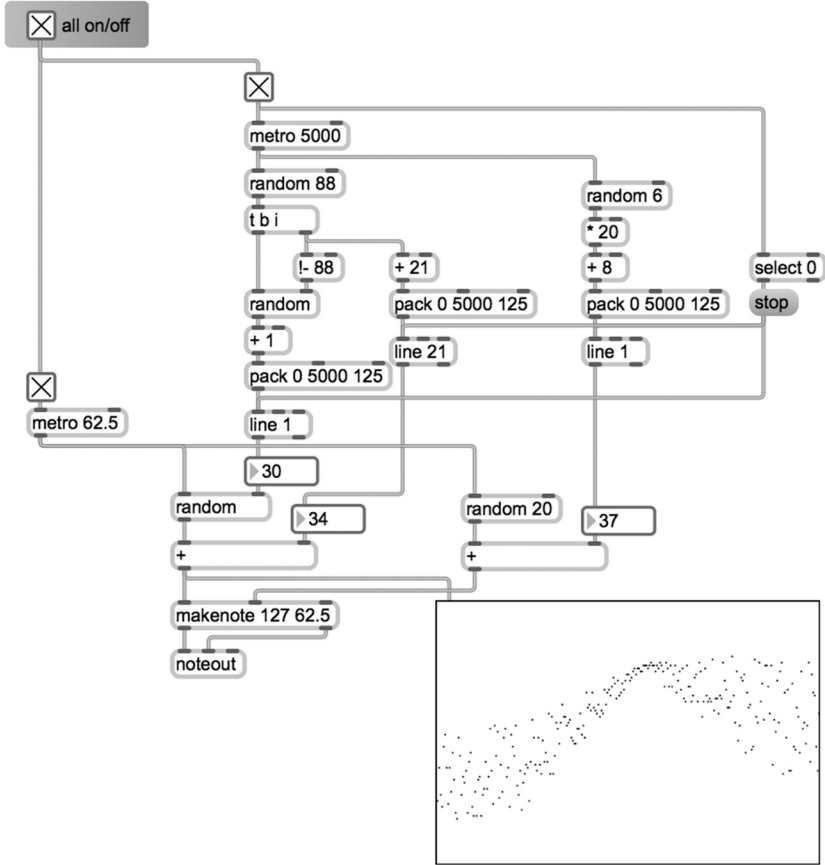 all on/off
metro 5000
random 88
random 6
t b i
* 20
!- 88
+ 21
+ 8
select 0
random
pack 0 5000 125
pack 0 5000 125
stop
+ 1
line 21
line 1
pack 0 5000 125
metro 62.5
line 1
30
random
34
random 20
37
+
+
makenote 127 62.5
noteout